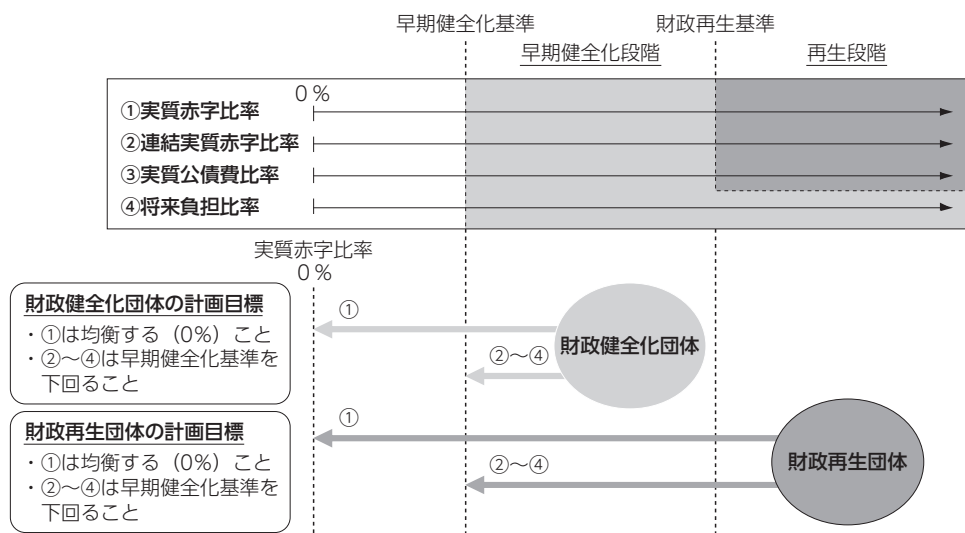 早期健全化基準 財政再生基準
早期健全化段階 再生段階
0%
①実質赤字比率
②連結実質赤字比率
③実質公債費比率
④将来負担比率
実質赤字比率
0%
財政健全化団体の計画目標
・①は均衡する（0%）こと
・②～④は早期健全化基準を
下回ること
①
②～④
財政健全化団体
財政再生団体の計画目標
・①は均衡する（0%）こと
・②～④は早期健全化基準を
下回ること
①
②～④
財政再生団体